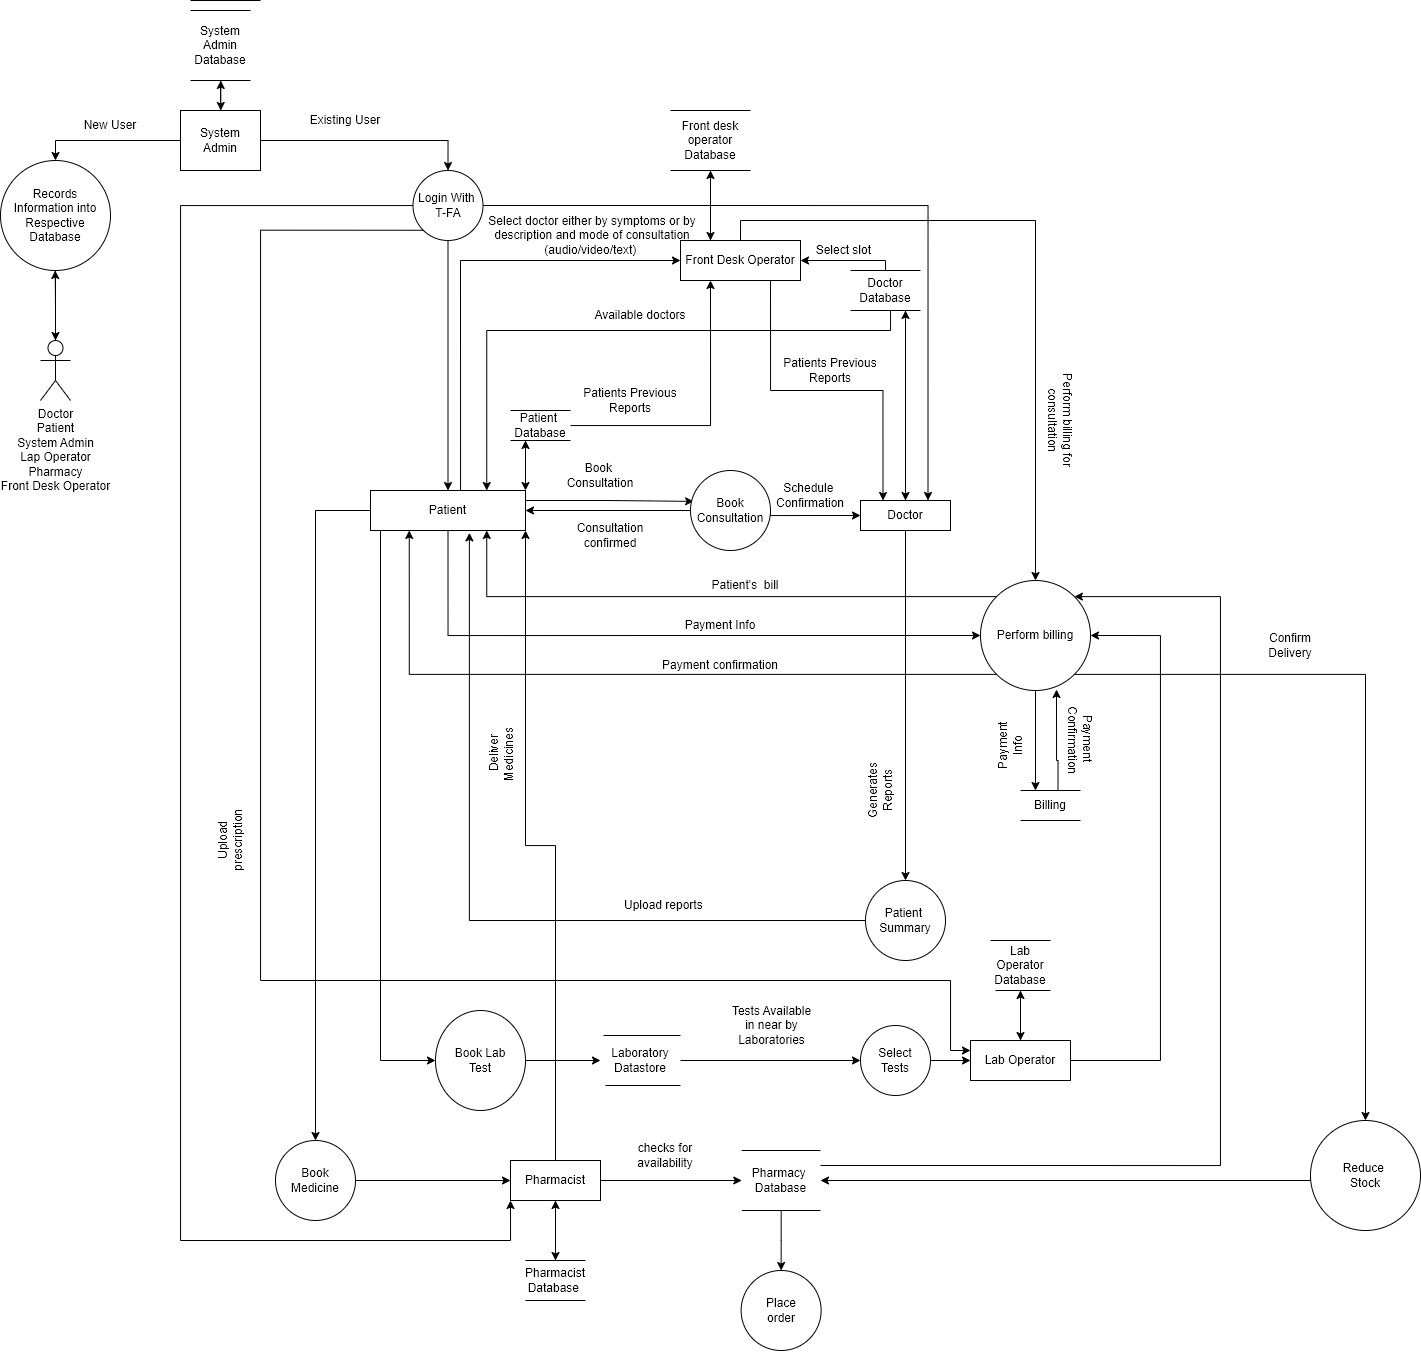 System
Admin
Database
New User
System
Admin
Existing User
Front desk
operator
Database
Records
Information into
Respective
Database
Login With
T-FA
Select doctor either by symptoms or by
description and mode of consultation
(audio/video/text)
Front Desk Operator
Select slot
Doctor
Database
Available doctors
Patients Previous
Reports
Perform billing for
consultation
Patients Previous
Reports
Patient
Database
Doctor
Patient
System Admin
Lap Operator
Pharmacy
Front Desk Operator
Book
Consultation
Patient
Book
Consultation
Schedule
Confirmation
Doctor
Consultation
confirmed
Patient's  bill
Payment Info
Perform billing
Confirm
Delivery
Payment confirmation
Deliver
Medicines
Payment
Info
Payment
Confirmation
Generates
Reports
Billing
Upload
prescription
Upload reports
Patient
Summary
Lab
Operator
Database
Tests Available
in near by
Laboratories
Book Lab
Test
Laboratory
Datastore
Select
Tests
Lab Operator
checks for
availability
Book
Medicine
Pharmacist
Pharmacy
Database
Reduce
Stock
Pharmacist
Database
Place
order